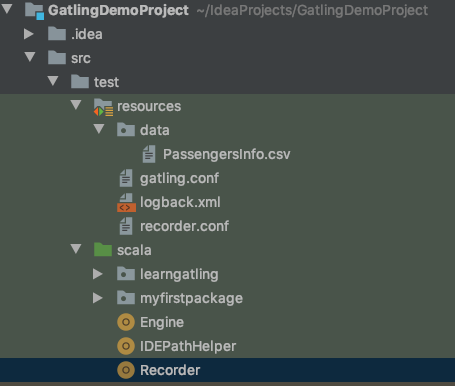 GatlingDemoProject ~/IdeaProjects/GatlingDemoProject
.idea
src
test
resources
data
PassengersInfo.csv
gatling.conf
logback.xml
recorder.conf
scala
learngatling
myfirstpackage
Engine
IDEPathHelper
Recorder